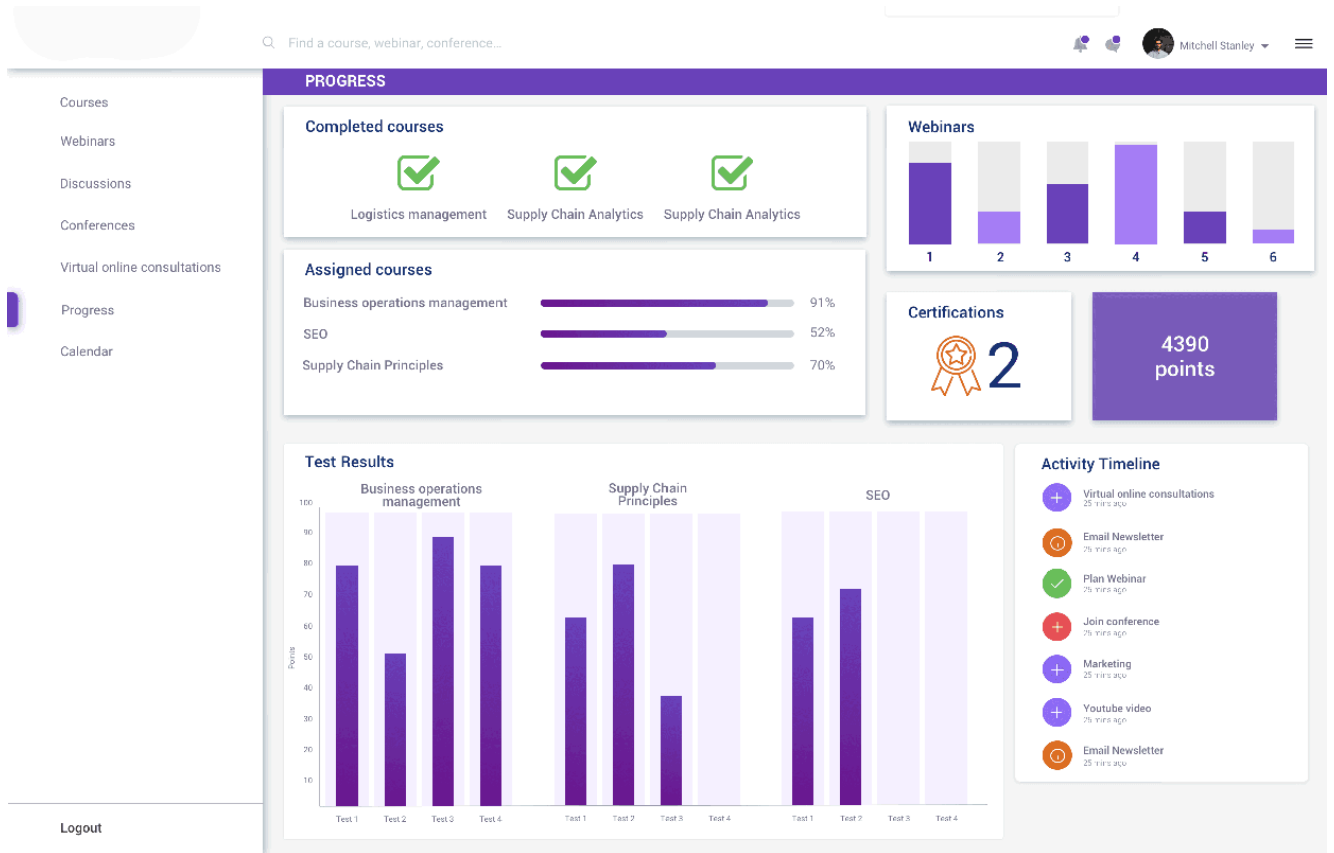 Find a course, webinar, conference...
Mitchell Stanley
Courses
Webinars
Discussions
Conferences
Virtual online consultations
Progress
Calendar
Logout
PROGRESS
Completed courses
Logistics management
Supply Chain Analytics
Supply Chain Analytics
Webinars
1 2 3 4 5 6
Assigned courses
Business operations management 91%
SEO 52%
Supply Chain Principles 70%
Certifications
2
4390
points
Test Results
Business operations
management
Supply Chain
Principles
SEO
Points
100
90
80
70
60
50
40
30
20
10
Test 1 Test 2 Test 3 Test 4
Test 1 Test 2 Test 3 Test 4
Test 1 Test 2 Test 3 Test 4
Activity Timeline
Virtual online consultations
25 mins ago
Email Newsletter
25 mins ago
Plan Webinar
25 mins ago
Join conference
25 mins ago
Marketing
25 mins ago
Youtube video
25 mins ago
Email Newsletter
25 mins ago